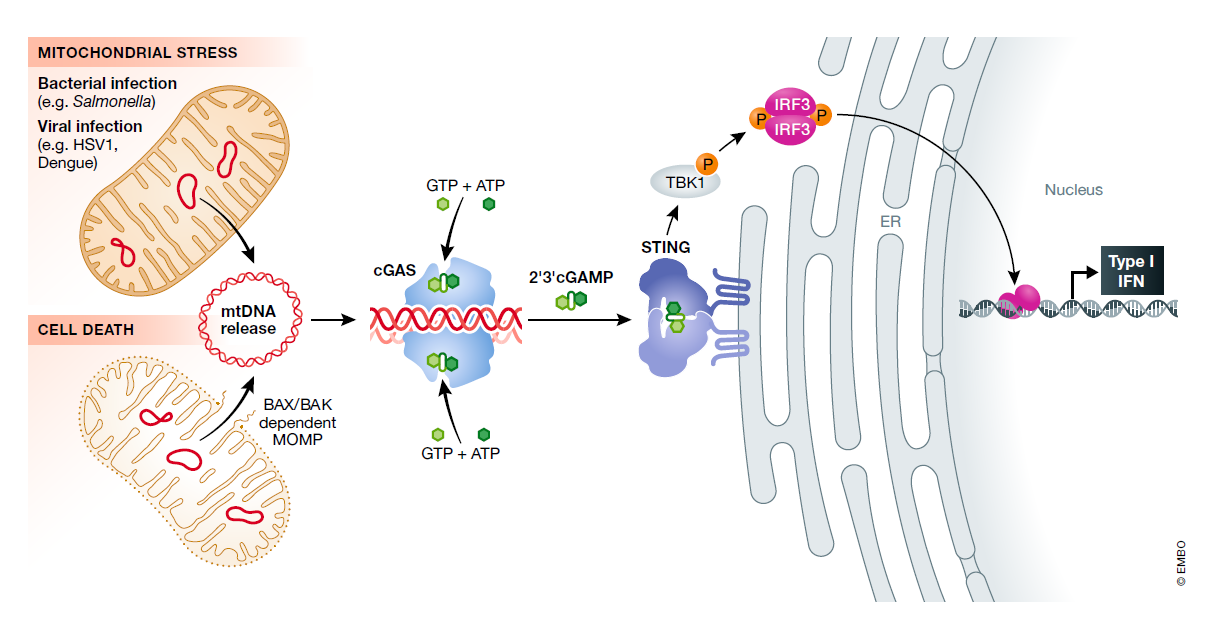 MITOCHONDRIAL STRESS
Bacterial infection
(e.g. Salmonella)
Viral infection
(e.g. HSV1,
Dengue)
CELL DEATH
mtDNA
release
BAX/BAK
dependent
MOMP
GTP + ATP
cGAS
GTP + ATP
2'3'cGAMP
STING
TBK1
P
P
IRF3
IRF3
P
ER
Nucleus
Type I
IFN
© EMBO